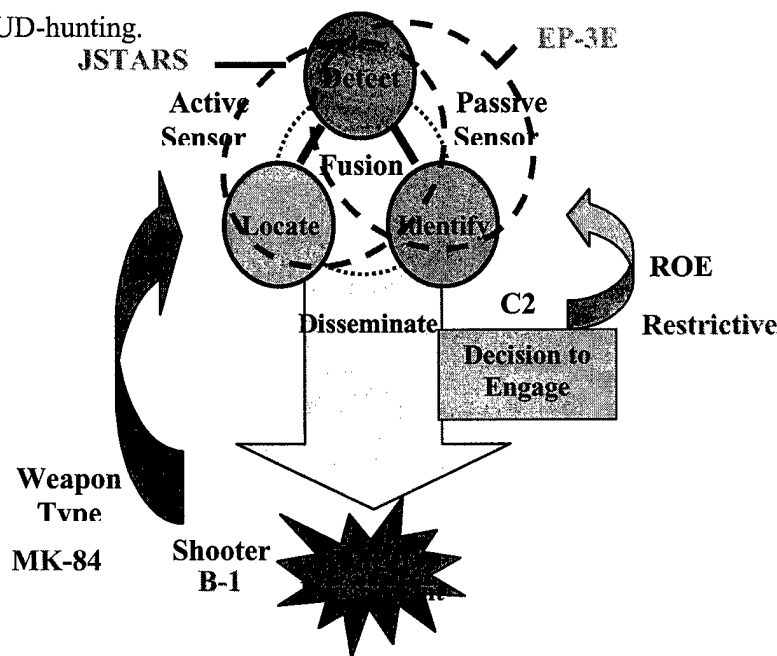 UD-hunting.
JSTARS
EP-3E
Detect
Active
Sensor
Passive
Sensor
Fusion
Locate
Identify
ROE
C2
Disseminate
Restrictive
Decision to
Engage
Weapon
Type
MK-84
Shooter
B-1